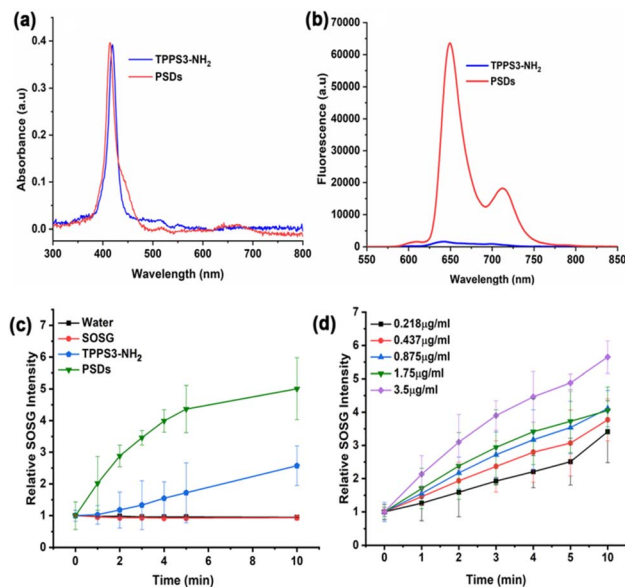 (a)
0.4
0.3
0.2
0.1
0.0
Absorbance (a.u)
TPPS3-NH₂
PSDs
300 400 500 600 700 800
Wavelength (nm)
(b)
70000
60000
50000
40000
30000
20000
10000
0
Fluorescence (a.u)
TPPS3-NH₂
PSDs
550 600 650 700 750 800 850
Wavelength (nm)
(c)
7
6
5
4
3
2
1
0
Relative SOSG Intensity
Water
SOSG
TPPS3-NH₂
PSDs
0 2 4 6 8 10
Time (min)
(d)
7
6
5
4
3
2
1
0
Relative SOSG Intensity
0.218µg/ml
0.437µg/ml
0.875µg/ml
1.75µg/ml
3.5µg/ml
0 1 2 3 4 5 10
Time (min)